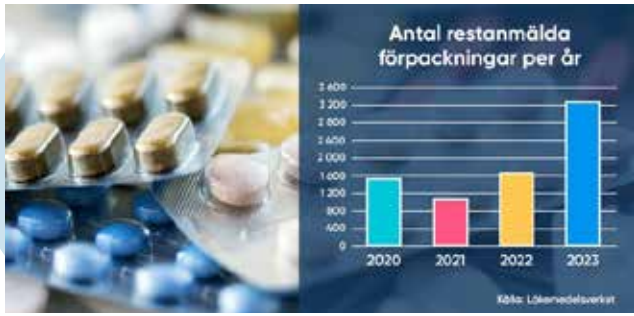 Antal restanmälda
förpackningar per år
3 600
3 200
2 800
2 400
2 000
1 600
1 200
800
400
0
2020 2021 2022 2023
Källa: Läkemedelsverket